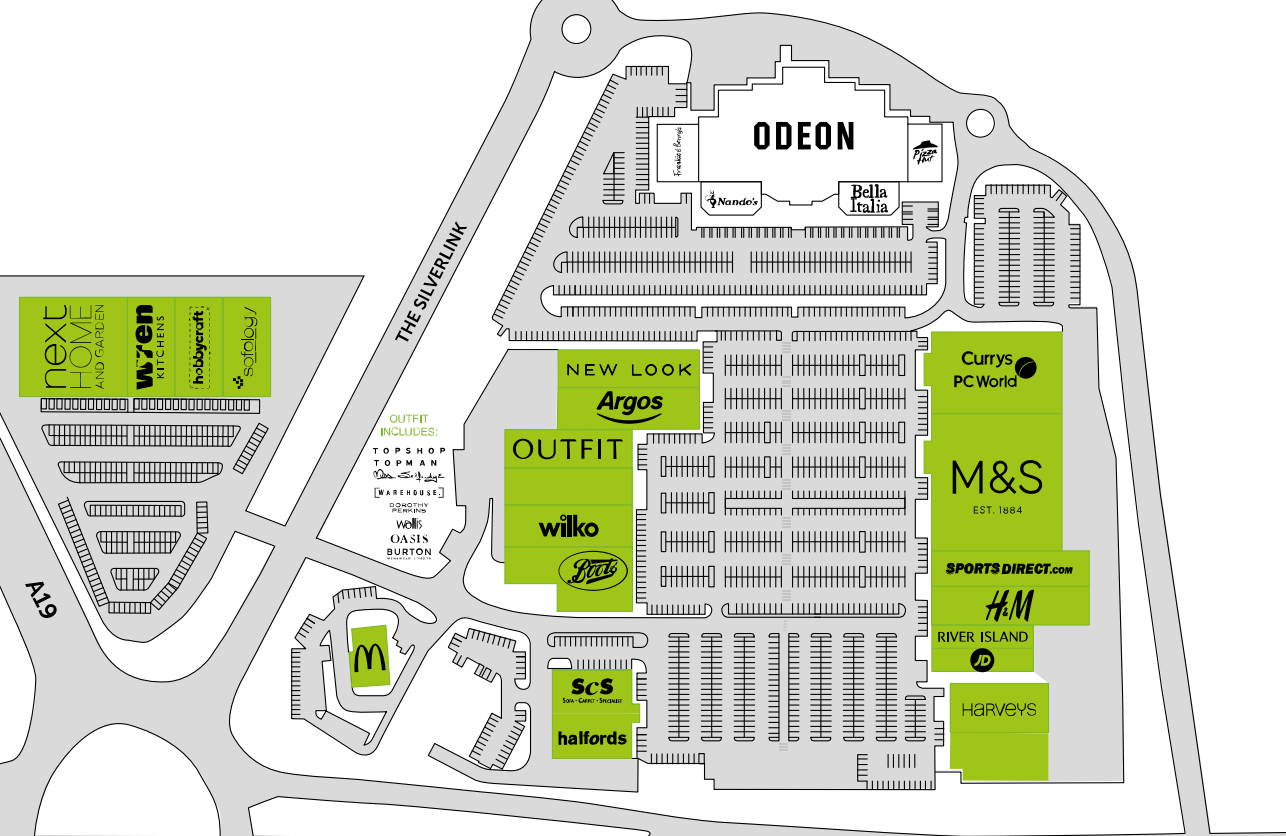 ODEON
Frankie & Benny's
Pizza
Hut
Nando's
Bella
Italia
THE SILVERLINK
next
HOME
AND GARDEN
wren
KITCHENS
hobbycraft
sofology
NEW LOOK
Argos
OUTFIT
wilko
Boots
OUTFIT
INCLUDES:
TOPSHOP
TOPMAN
Miss Selfridge
[WAREHOUSE]
DOROTHY
PERKINS
Wallis
OASIS
BURTON
Currys
PC World
M&S
EST. 1884
SPORTSDIRECT.COM
H&M
RIVER ISLAND
JD
HARVEYS
A19
M
ScS
SOFA · CARPET · SPECIALIST
halfords